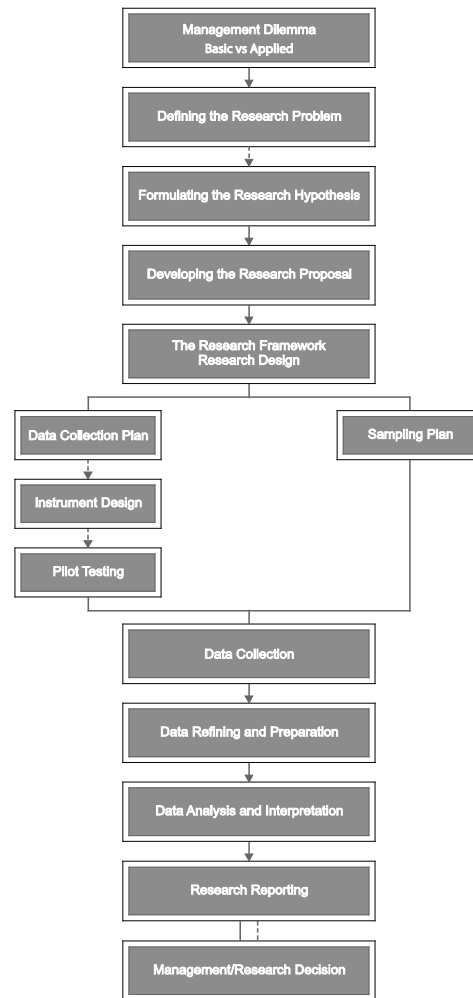 Management Dilemma
Basic vs Applied
Defining the Research Problem
Formulating the Research Hypothesis
Developing the Research Proposal
The Research Framework
Research Design
Data Collection Plan
Sampling Plan
Instrument Design
Pilot Testing
Data Collection
Data Refining and Preparation
Data Analysis and Interpretation
Research Reporting
Management/Research Decision